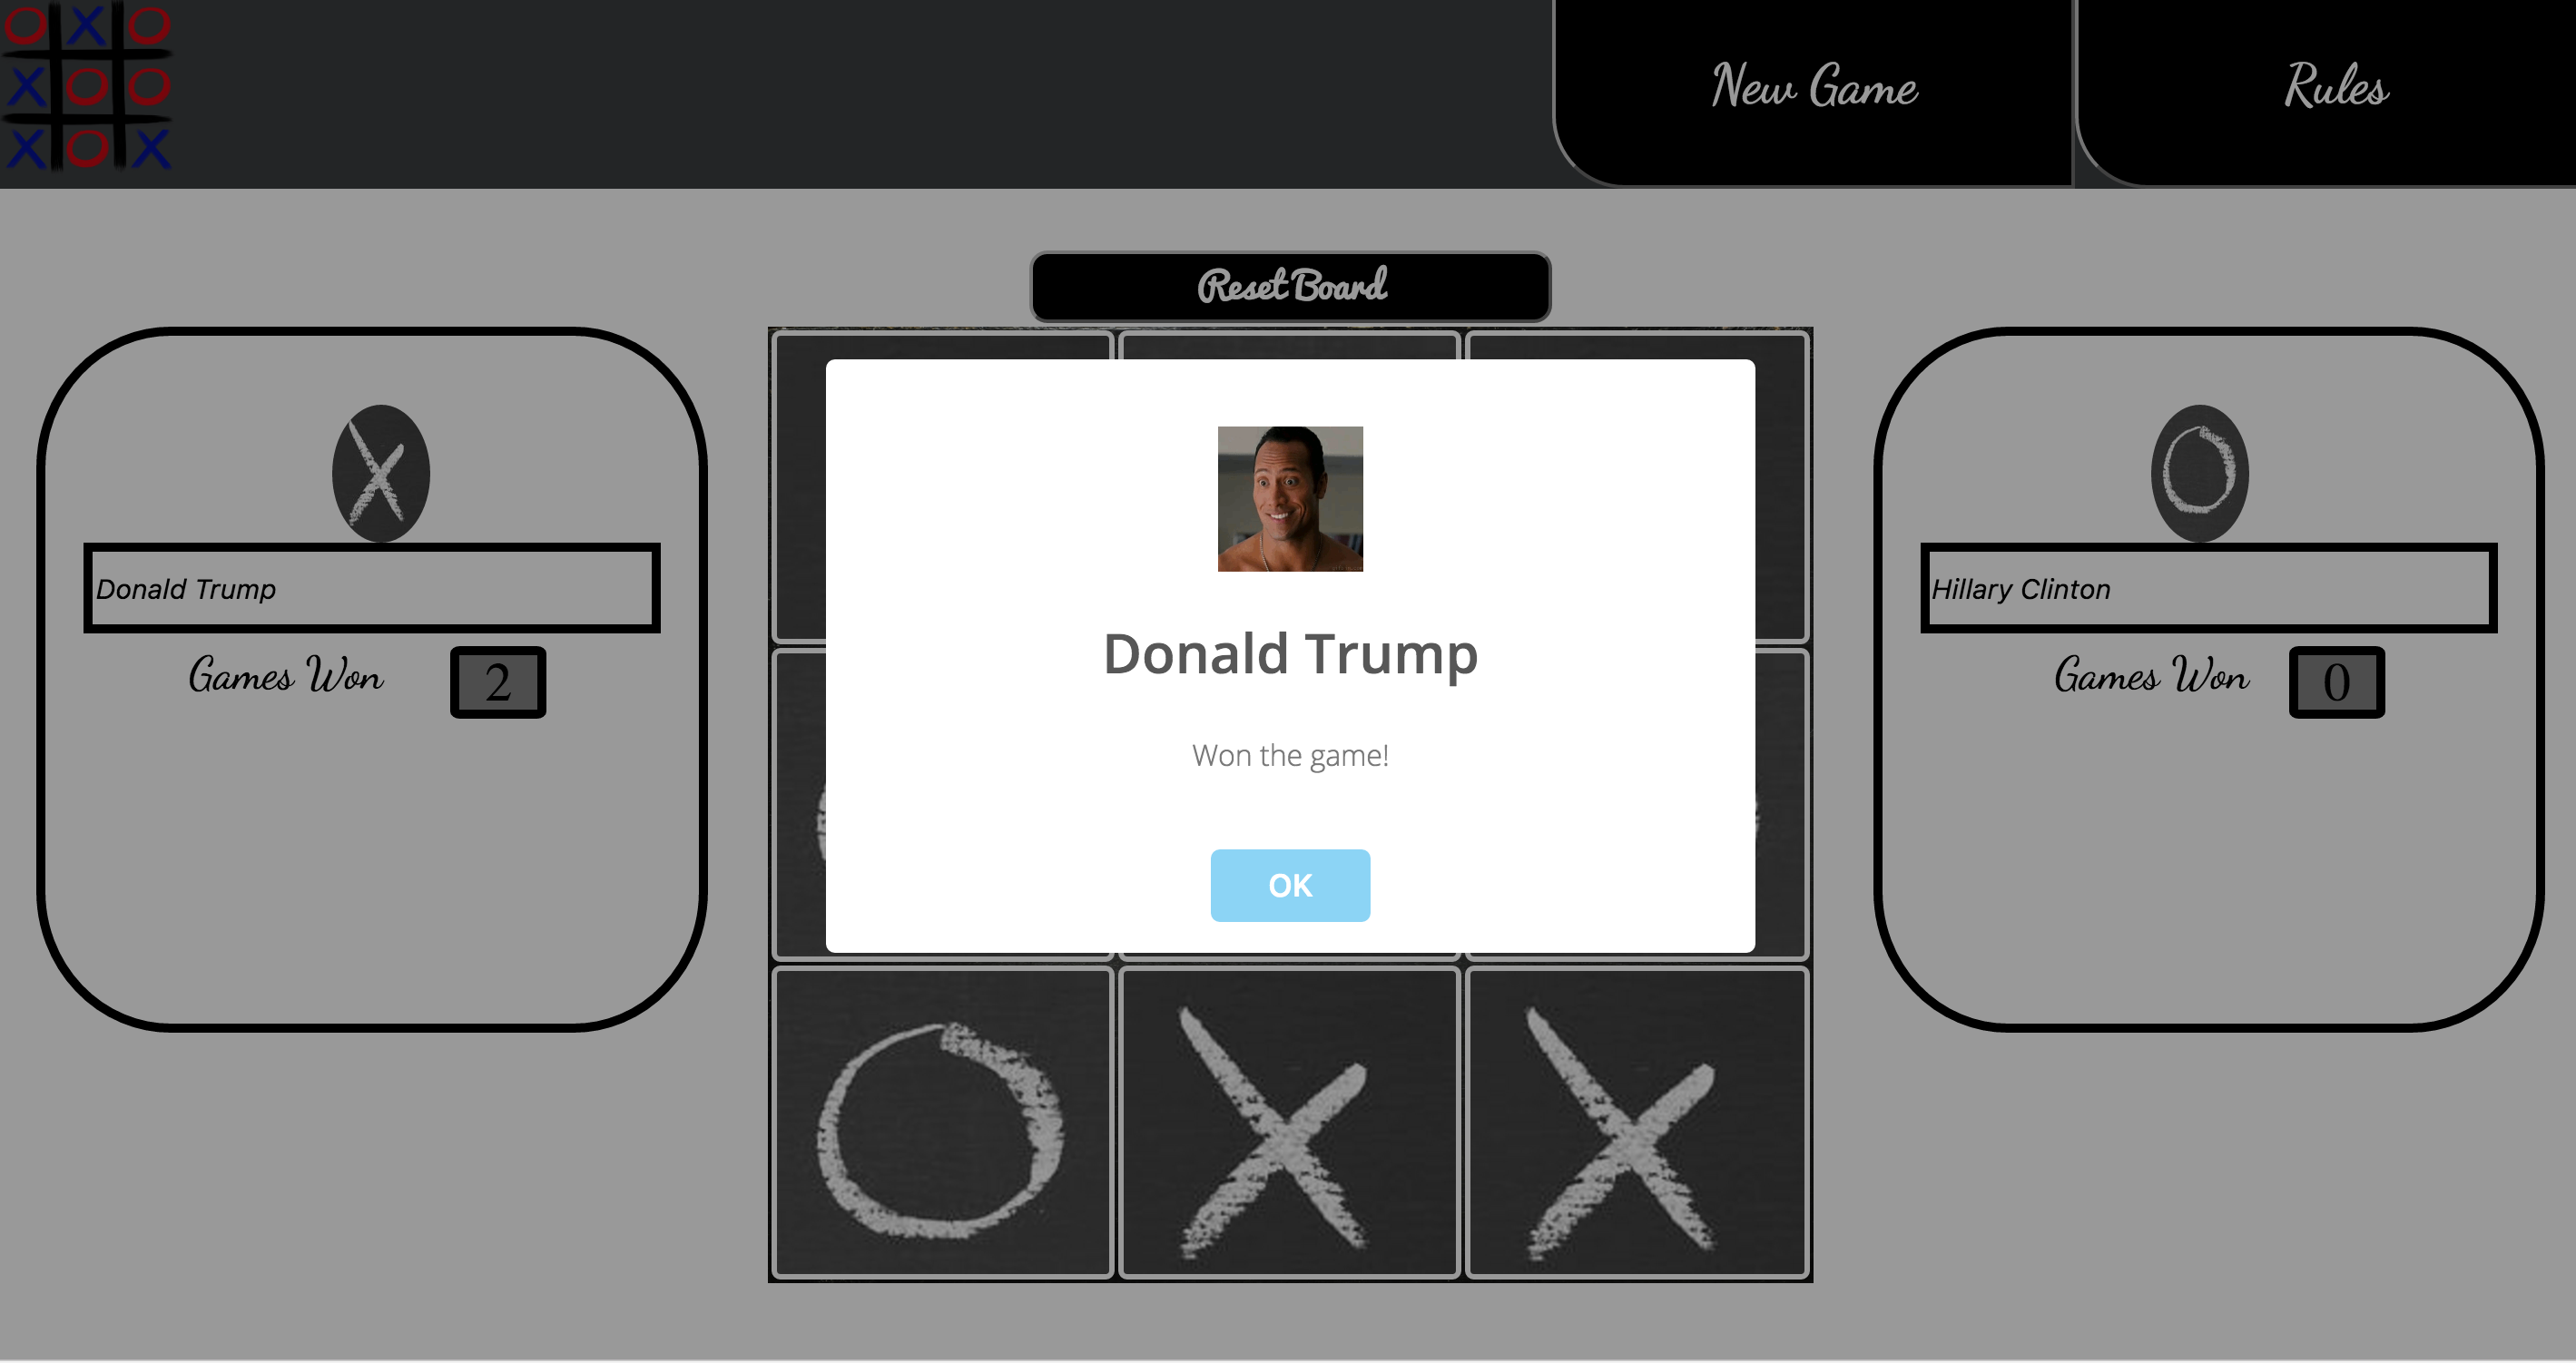 O X O
X O O
X O X
New Game
Rules
Reset Board
X
Donald Trump
Games Won 2
O
Hillary Clinton
Games Won 0
Donald Trump
Won the game!
OK
O X X